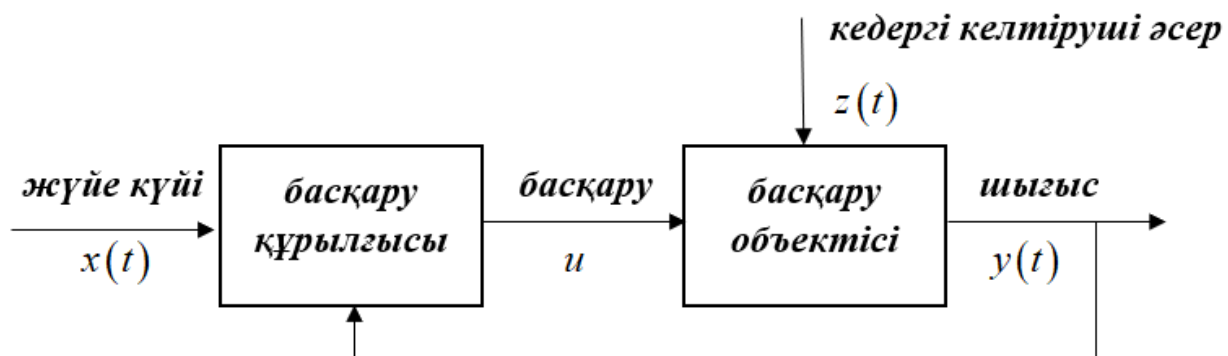 кедергі келтіруші әсер
z(t)
жүйе күйі
x(t)
басқару
құрылғысы
басқару
u
басқару
объектісі
шығыс
y(t)